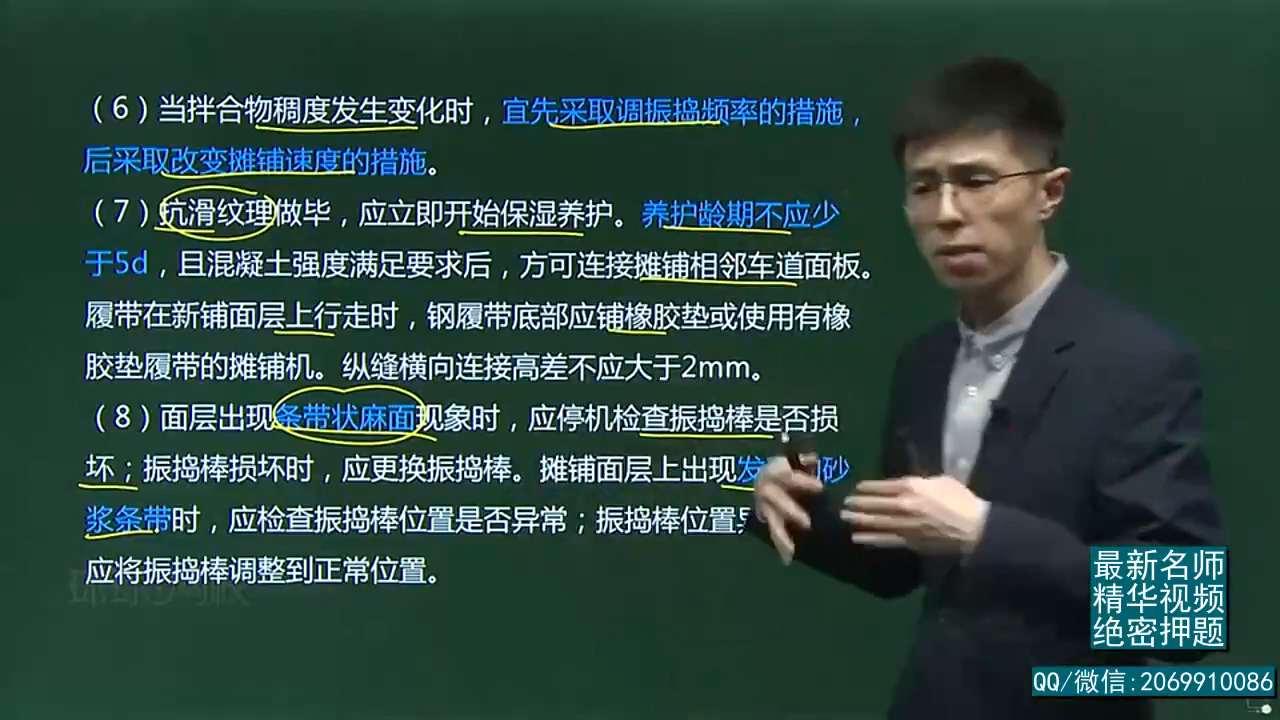 （6）当拌合物稠度发生变化时，宜先采取调振捣频率的措施，
后采取改变摊铺速度的措施。
（7）抗滑纹理做毕，应立即开始保湿养护。养护龄期不应少
于5d，且混凝土强度满足要求后，方可连接摊铺相邻车道面板。
履带在新铺面层上行走时，钢履带底部应铺橡胶垫或使用有橡
胶垫履带的摊铺机。纵缝横向连接高差不应大于2mm。
（8）面层出现条带状麻面现象时，应停机检查振捣棒是否损
坏；振捣棒损坏时，应更换振捣棒。摊铺面层上出现发 的砂
浆条带时，应检查振捣棒位置是否异常；振捣棒位置
应将振捣棒调整到正常位置。
最新名师
精华视频
绝密押题
QQ/微信:2069910086